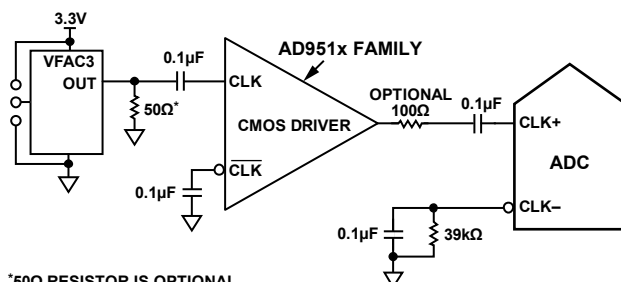 3.3V
VFAC3
OUT
0.1µF
50Ω*
CLK
AD951x FAMILY
CMOS DRIVER
CLK
0.1µF
OPTIONAL
100Ω
0.1µF
CLK+
ADC
CLK–
0.1µF
39kΩ
*50Ω RESISTOR IS OPTIONAL